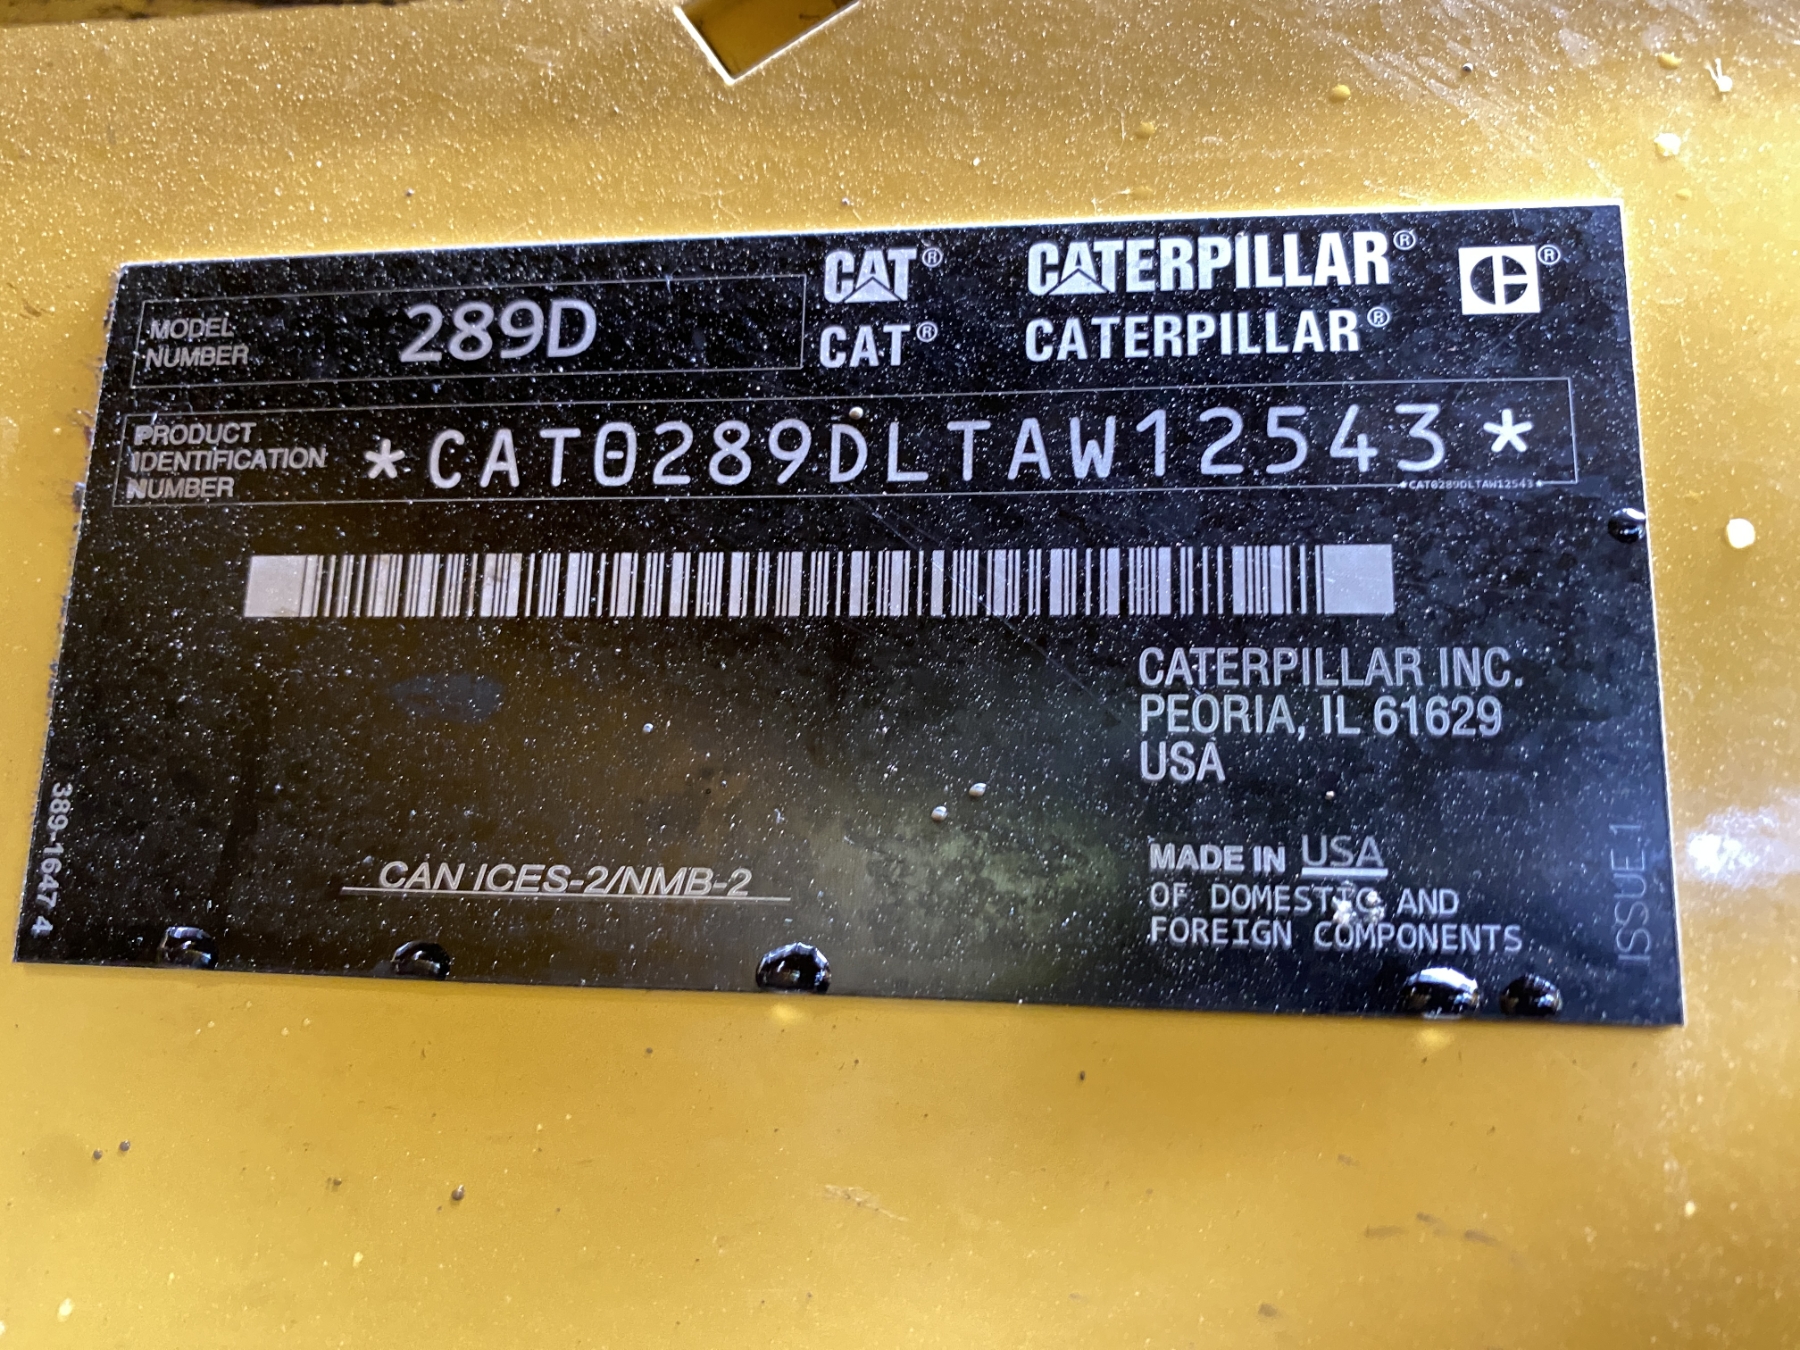 CAT® CATERPILLAR®
CAT® CATERPILLAR®
MODEL
NUMBER
289D
PRODUCT
IDENTIFICATION
NUMBER
*CAT0289DLTAW12543*
*CAT0289DLTAW12543*
CATERPILLAR INC.
PEORIA, IL 61629
USA
CAN ICES-2/NMB-2
MADE IN USA
OF DOMESTIC AND
FOREIGN COMPONENTS
389-1647 4
ISSUE 1